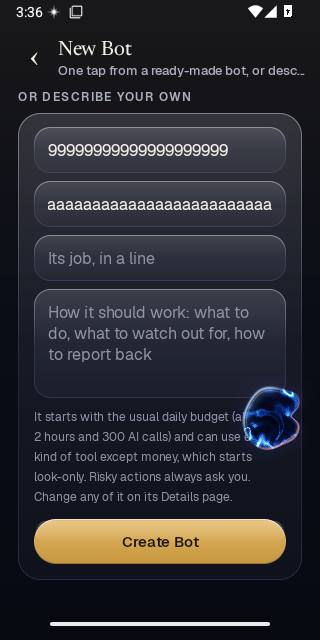 3:36
New Bot
One tap from a ready-made bot, or desc...
OR DESCRIBE YOUR OWN
99999999999999999999
aaaaaaaaaaaaaaaaaaaaaaaaa
Its job, in a line
How it should work: what to
do, what to watch out for, how
to report back
It starts with the usual daily budget
2 hours and 300 AI calls) and can use
kind of tool except money, which starts
look-only. Risky actions always ask you.
Change any of it on its Details page.
Create Bot